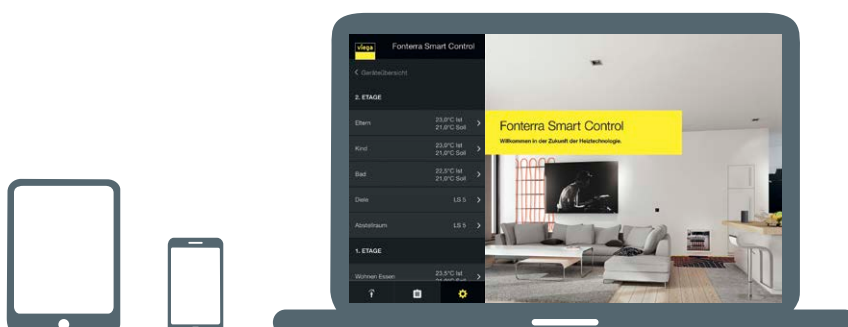 viega
Fonterra Smart Control
Geräteübersicht
2. ETAGE
Eltern
23,0°C Ist
21,0°C Soll
Kind
23,0°C Ist
21,0°C Soll
Bad
22,5°C Ist
21,0°C Soll
Diele
LS 5
Abstellraum
LS 5
1. ETAGE
Wohnen Essen
23,5°C Ist
Fonterra Smart Control
Willkommen in der Zukunft der Heiztechnologie.